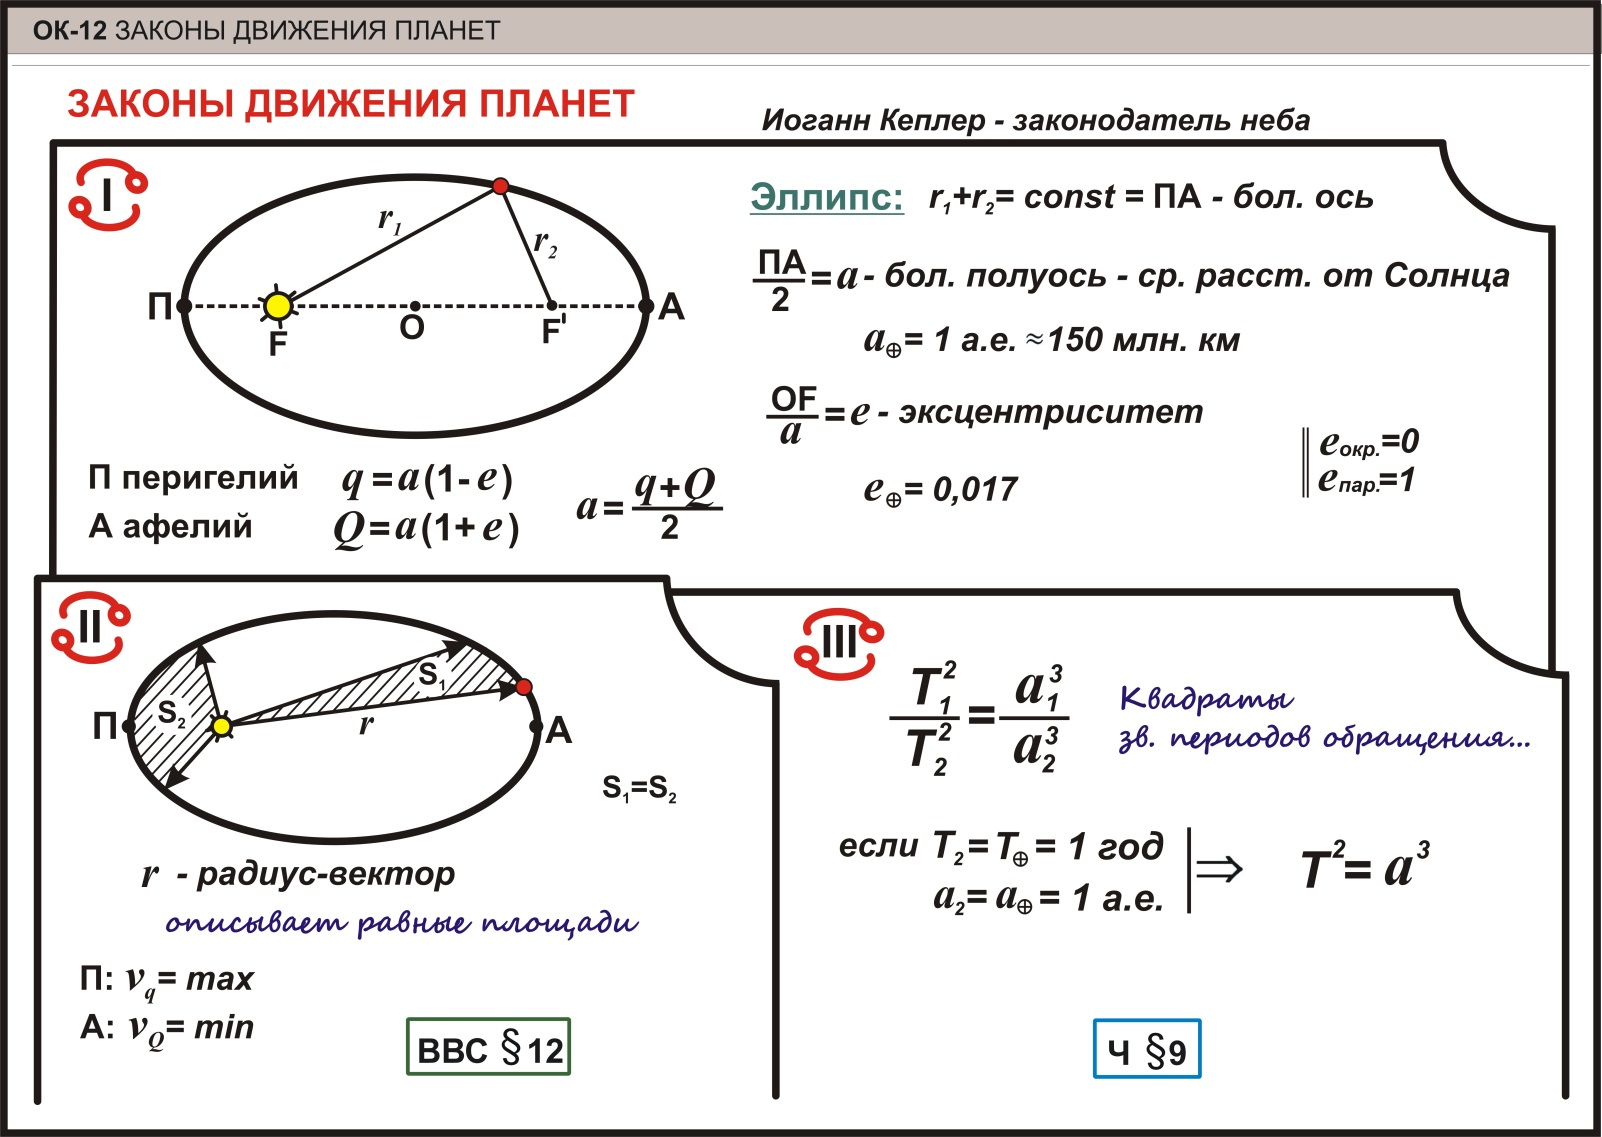 ОК-12 ЗАКОНЫ ДВИЖЕНИЯ ПЛАНЕТ
ЗАКОНЫ ДВИЖЕНИЯ ПЛАНЕТ
Иоганн Кеплер - законодатель неба
I
r₁
r₂
П
F
O
F'
А
Эллипс: r₁+r₂= const = ПА - бол. ось
ПА/2 = a - бол. полуось - ср. расст. от Солнца
a⊕= 1 а.е. ≈150 млн. км
OF/a = e - эксцентриситет
e⊕= 0,017
eокр.=0
eпар.=1
П перигелий q = a(1- e)
А афелий Q = a(1+ e)
a = (q+Q)/2
II
S₁
S₂
П
r
А
S₁=S₂
r - радиус-вектор
описывает равные площади
П: vq= max
А: vQ= min
ВВС §12
III
T₁²/T₂² = a₁³/a₂³
Квадраты
зв. периодов обращения...
если T₂= T⊕= 1 год
a₂= a⊕= 1 а.е.
⇒ T²= a³
Ч §9